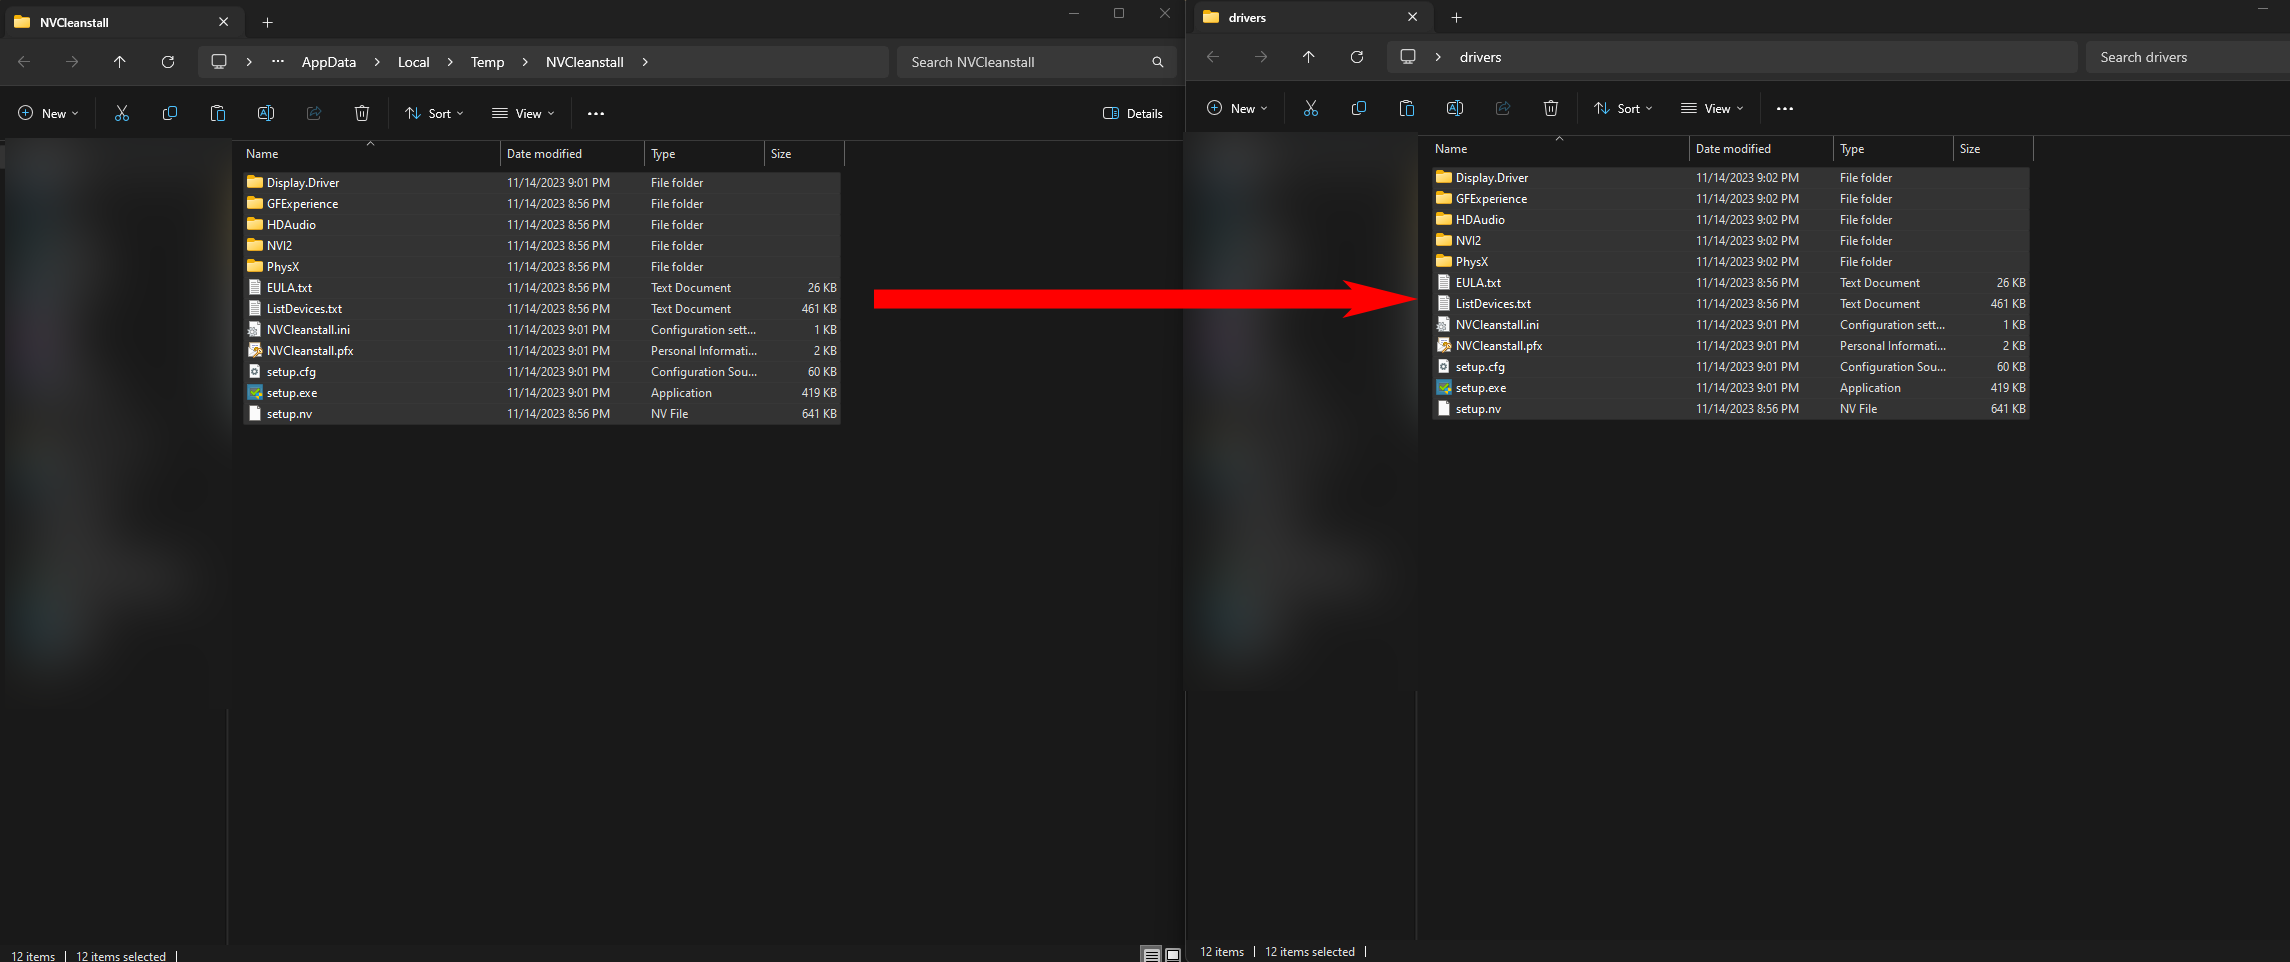 NVCleanstall
AppData > Local > Temp > NVCleanstall >
Search NVCleanstall
New
Sort
View
Details
Name Date modified Type Size
Display.Driver 11/14/2023 9:01 PM File folder
GFExperience 11/14/2023 8:56 PM File folder
HDAudio 11/14/2023 8:56 PM File folder
NVI2 11/14/2023 8:56 PM File folder
PhysX 11/14/2023 8:56 PM File folder
EULA.txt 11/14/2023 8:56 PM Text Document 26 KB
ListDevices.txt 11/14/2023 8:56 PM Text Document 461 KB
NVCleanstall.ini 11/14/2023 9:01 PM Configuration sett... 1 KB
NVCleanstall.pfx 11/14/2023 9:01 PM Personal Informati... 2 KB
setup.cfg 11/14/2023 9:01 PM Configuration Sou... 60 KB
setup.exe 11/14/2023 9:01 PM Application 419 KB
setup.nv 11/14/2023 8:56 PM NV File 641 KB
12 items | 12 items selected |
drivers
> drivers
Search drivers
New
Sort
View
Name Date modified Type Size
Display.Driver 11/14/2023 9:02 PM File folder
GFExperience 11/14/2023 9:02 PM File folder
HDAudio 11/14/2023 9:02 PM File folder
NVI2 11/14/2023 9:02 PM File folder
PhysX 11/14/2023 9:02 PM File folder
EULA.txt 11/14/2023 8:56 PM Text Document 26 KB
ListDevices.txt 11/14/2023 8:56 PM Text Document 461 KB
NVCleanstall.ini 11/14/2023 9:01 PM Configuration sett... 1 KB
NVCleanstall.pfx 11/14/2023 9:01 PM Personal Informati... 2 KB
setup.cfg 11/14/2023 9:01 PM Configuration Sou... 60 KB
setup.exe 11/14/2023 9:01 PM Application 419 KB
setup.nv 11/14/2023 8:56 PM NV File 641 KB
12 items | 12 items selected |